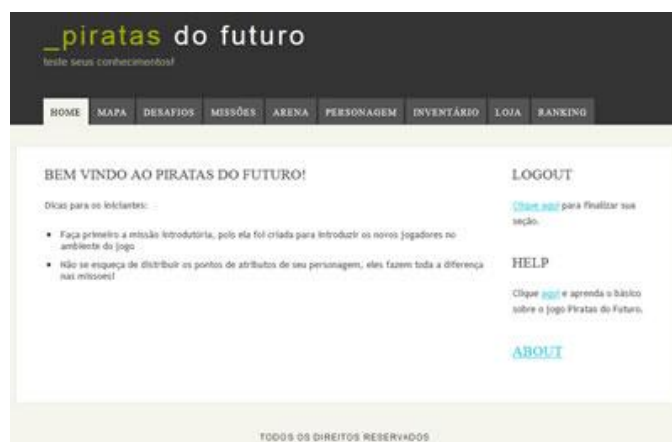 _piratas do futuro
teste seus conhecimentos!
HOME MAPA DESAFIOS MISSÕES ARENA PERSONAGEM INVENTÁRIO LOJA RANKING
BEM VINDO AO PIRATAS DO FUTURO!
Dicas para os iniciantes:
Faça primeiro a missão introdutória, pois ela foi criada para introduzir os novos jogadores no
ambiente do jogo
Não se esqueça de distribuir os pontos de atributos de seu personagem, eles fazem toda a diferença
nas missoes!
LOGOUT
Clique aqui para finalizar sua
seção.
HELP
Clique aqui e aprenda o básico
sobre o jogo Piratas do Futuro.
ABOUT
TODOS OS DIREITOS RESERVADOS